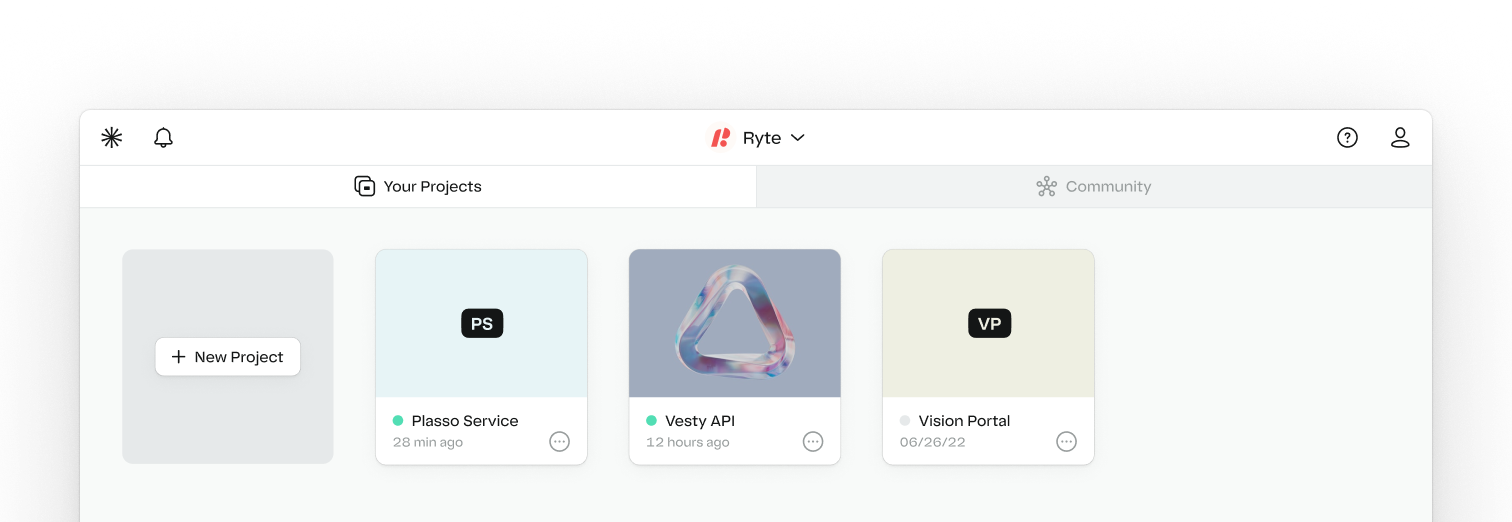 Ryte
Your Projects
Community
New Project
PS
Plasso Service
28 min ago
Vesty API
12 hours ago
VP
Vision Portal
06/26/22